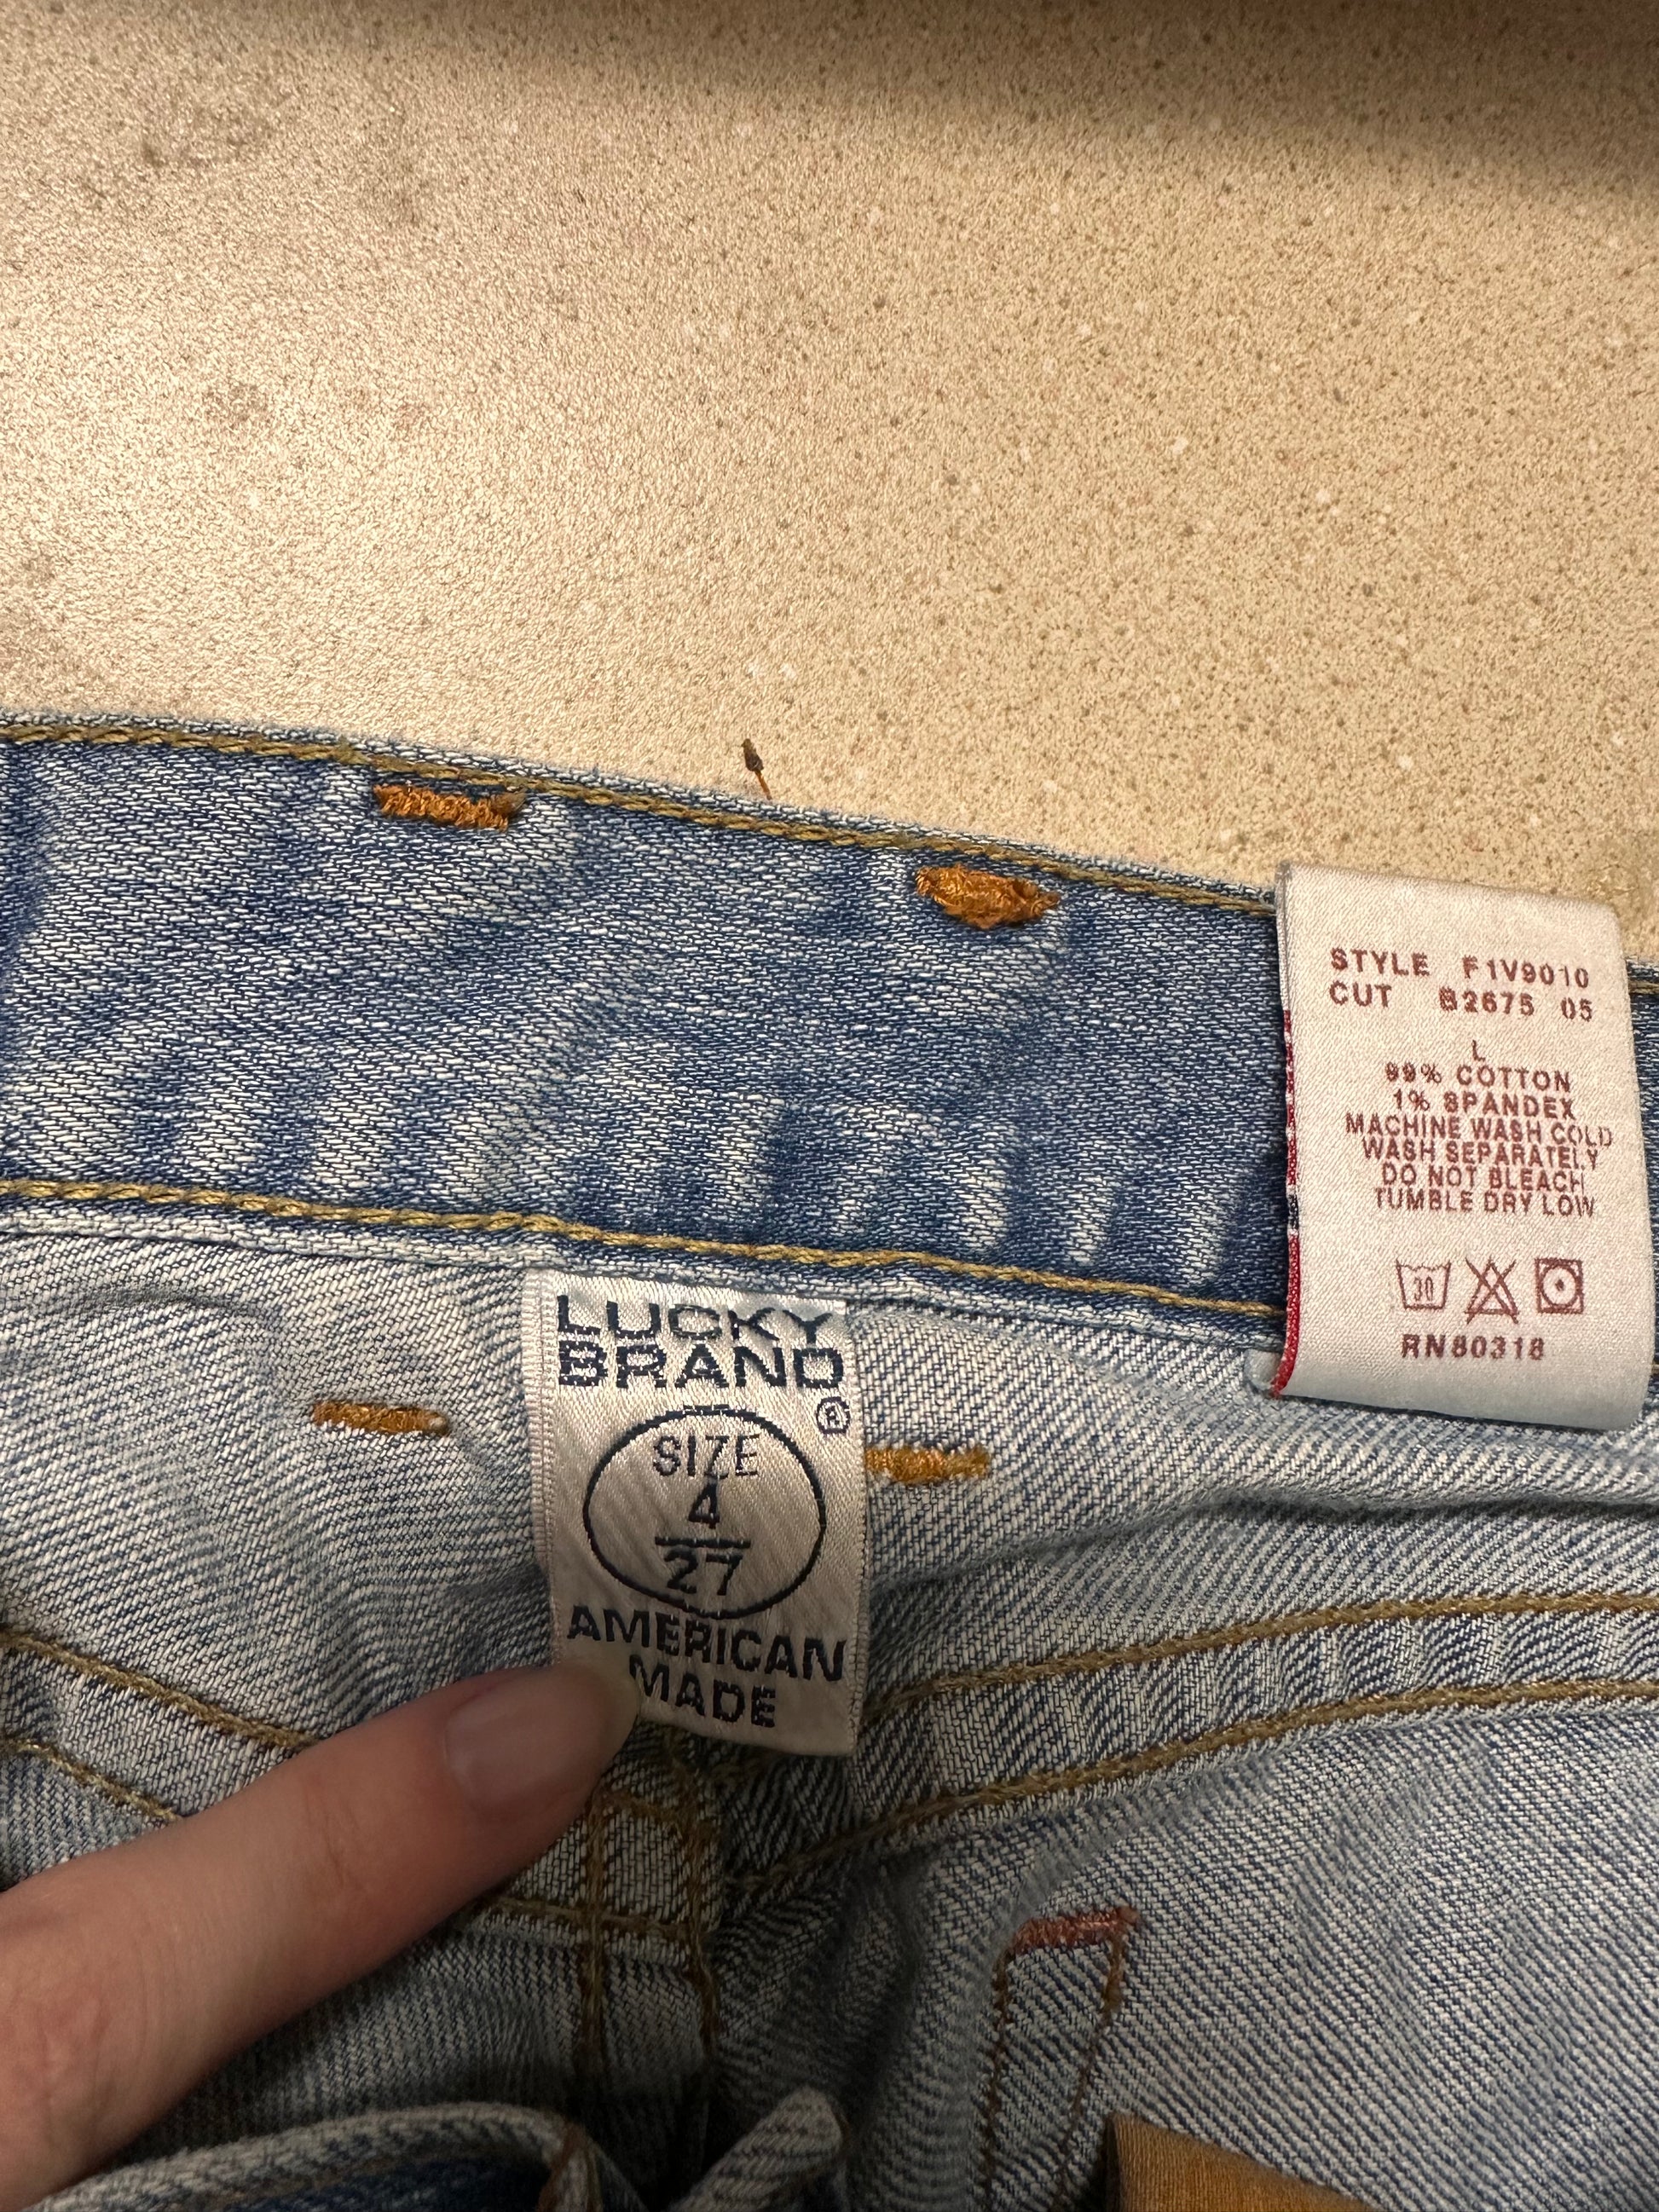 STYLE F1V9010
CUT B2675 05
L
99% COTTON
1% SPANDEX
MACHINE WASH COLD
WASH SEPARATELY
DO NOT BLEACH
TUMBLE DRY LOW
30
RN80318
LUCKY
BRAND
®
SIZE
4
27
AMERICAN
MADE